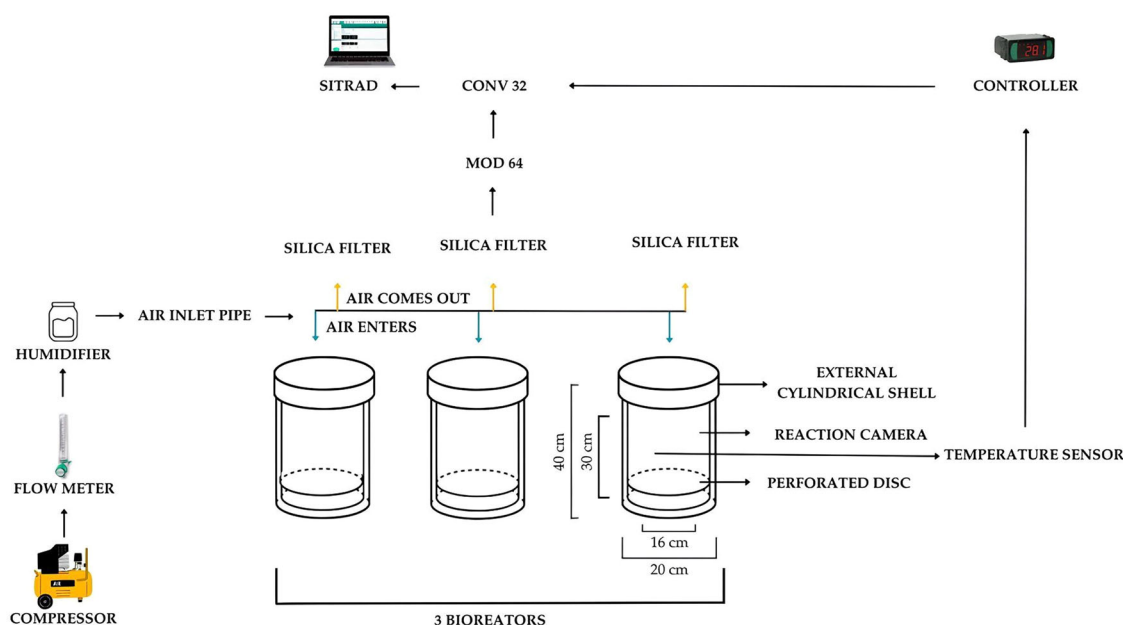 SITRAD
CONV 32
CONTROLLER
281
MOD 64
SILICA FILTER
SILICA FILTER
SILICA FILTER
AIR COMES OUT
AIR INLET PIPE
AIR ENTERS
HUMIDIFIER
EXTERNAL
CYLINDRICAL SHELL
REACTION CAMERA
40 cm
30 cm
TEMPERATURE SENSOR
PERFORATED DISC
FLOW METER
16 cm
20 cm
COMPRESSOR
3 BIOREATORS